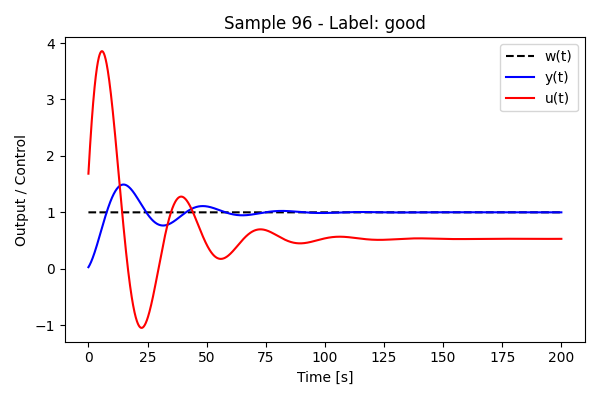 Sample 96 - Label: good
w(t)
y(t)
u(t)
Output / Control
4
3
2
1
0
−1
0
25
50
75
100
125
150
175
200
Time [s]